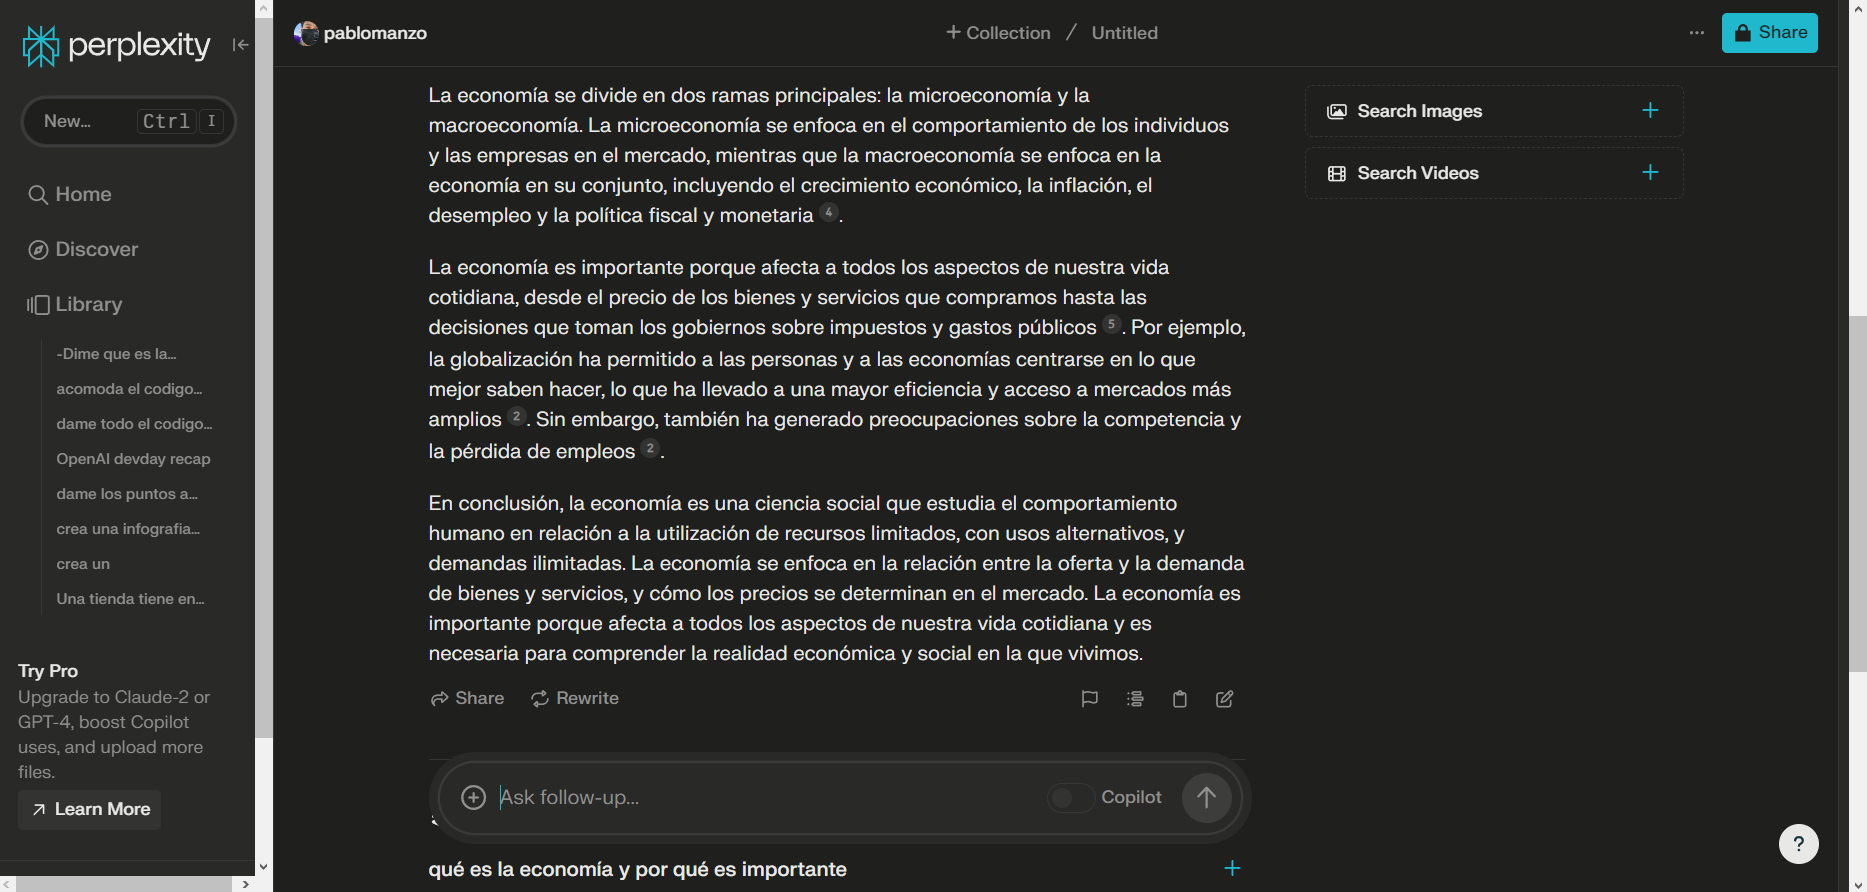 perplexity
New... Ctrl I
Home
Discover
Library
-Dime que es la...
acomoda el codigo...
dame todo el codigo...
OpenAI devday recap
dame los puntos a...
crea una infografia...
crea un
Una tienda tiene en...
Try Pro
Upgrade to Claude-2 or
GPT-4, boost Copilot
uses, and upload more
files.
Learn More
pablomanzo
Collection / Untitled
Share
La economía se divide en dos ramas principales: la microeconomía y la
macroeconomía. La microeconomía se enfoca en el comportamiento de los individuos
y las empresas en el mercado, mientras que la macroeconomía se enfoca en la
economía en su conjunto, incluyendo el crecimiento económico, la inflación, el
desempleo y la política fiscal y monetaria 4.
La economía es importante porque afecta a todos los aspectos de nuestra vida
cotidiana, desde el precio de los bienes y servicios que compramos hasta las
decisiones que toman los gobiernos sobre impuestos y gastos públicos 5. Por ejemplo,
la globalización ha permitido a las personas y a las economías centrarse en lo que
mejor saben hacer, lo que ha llevado a una mayor eficiencia y acceso a mercados más
amplios 2. Sin embargo, también ha generado preocupaciones sobre la competencia y
la pérdida de empleos 2.
En conclusión, la economía es una ciencia social que estudia el comportamiento
humano en relación a la utilización de recursos limitados, con usos alternativos, y
demandas ilimitadas. La economía se enfoca en la relación entre la oferta y la demanda
de bienes y servicios, y cómo los precios se determinan en el mercado. La economía es
importante porque afecta a todos los aspectos de nuestra vida cotidiana y es
necesaria para comprender la realidad económica y social en la que vivimos.
Share Rewrite
Ask follow-up... Copilot
qué es la economía y por qué es importante
Search Images
Search Videos
?